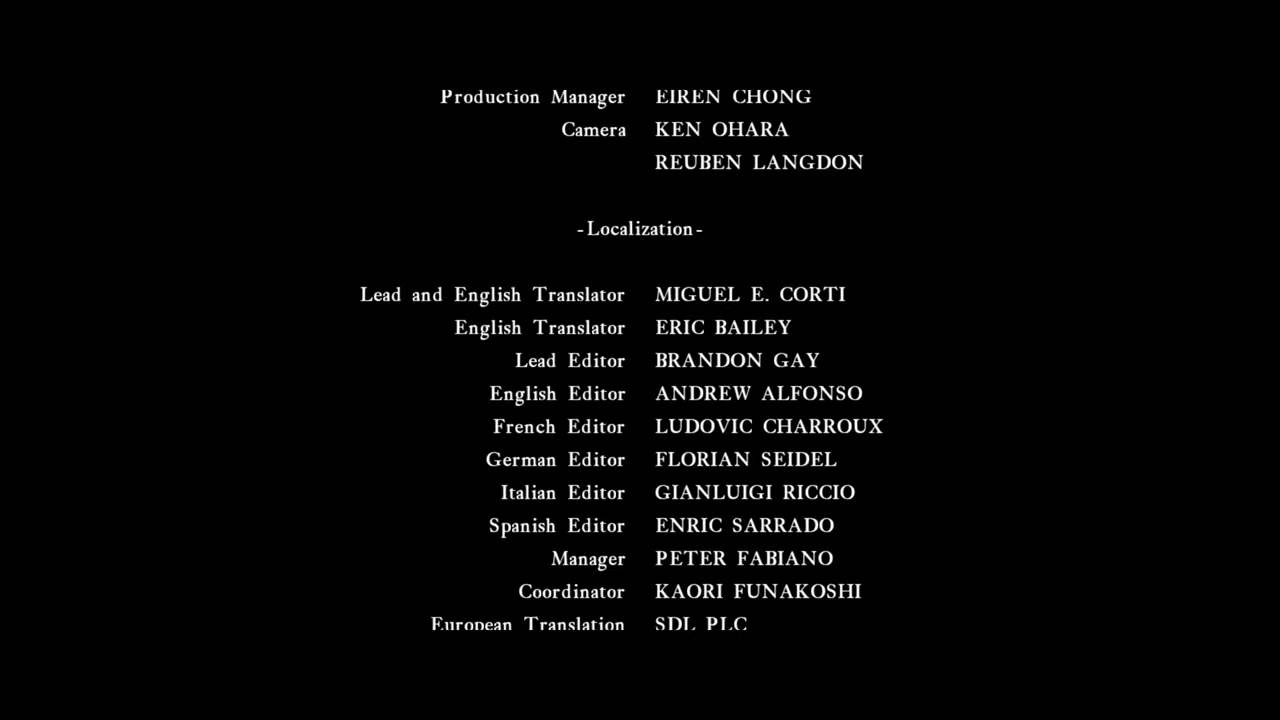 Production Manager EIREN CHONG
Camera KEN OHARA
REUBEN LANGDON
-Localization-
Lead and English Translator MIGUEL E. CORTI
English Translator ERIC BAILEY
Lead Editor BRANDON GAY
English Editor ANDREW ALFONSO
French Editor LUDOVIC CHARROUX
German Editor FLORIAN SEIDEL
Italian Editor GIANLUIGI RICCIO
Spanish Editor ENRIC SARRADO
Manager PETER FABIANO
Coordinator KAORI FUNAKOSHI
European Translation SDL PLC